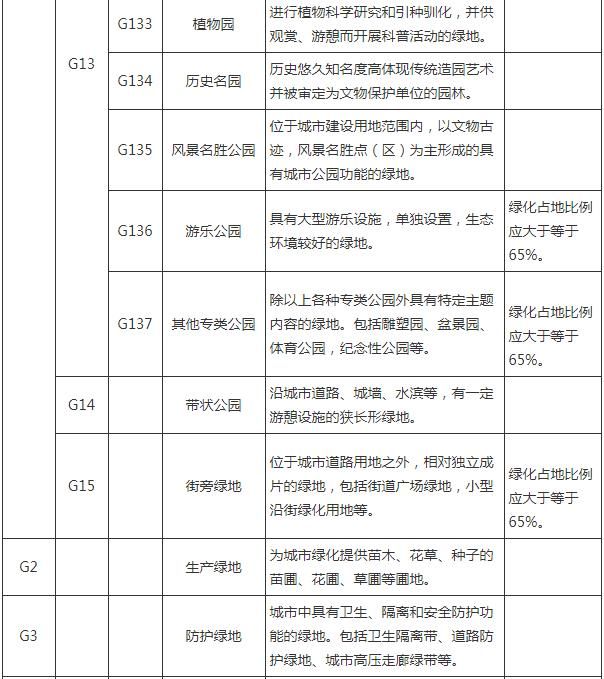 G13
G133
植物园
进行植物科学研究和引种驯化，并供
观赏、游憩而开展科普活动的绿地。
G134
历史名园
历史悠久知名度高体现传统造园艺术
并被审定为文物保护单位的园林。
G135
风景名胜公园
位于城市建设用地范围内，以文物古
迹，风景名胜点（区）为主形成的具
有城市公园功能的绿地。
G136
游乐公园
具有大型游乐设施，单独设置，生态
环境较好的绿地。
绿化占地比例
应大于等于
65%。
G137
其他专类公园
除以上各种专类公园外具有特定主题
内容的绿地。包括雕塑园、盆景园、
体育公园，纪念性公园等。
绿化占地比例
应大于等于
65%。
G14
带状公园
沿城市道路、城墙、水滨等，有一定
游憩设施的狭长形绿地。
G15
街旁绿地
位于城市道路用地之外，相对独立成
片的绿地，包括街道广场绿地，小型
沿街绿化用地等。
绿化占地比例
应大于等于
65%。
G2
生产绿地
为城市绿化提供苗木、花草、种子的
苗圃、花圃、草圃等圃地。
G3
防护绿地
城市中具有卫生、隔离和安全防护功
能的绿地。包括卫生隔离带、道路防
护绿地、城市高压走廊绿带等。